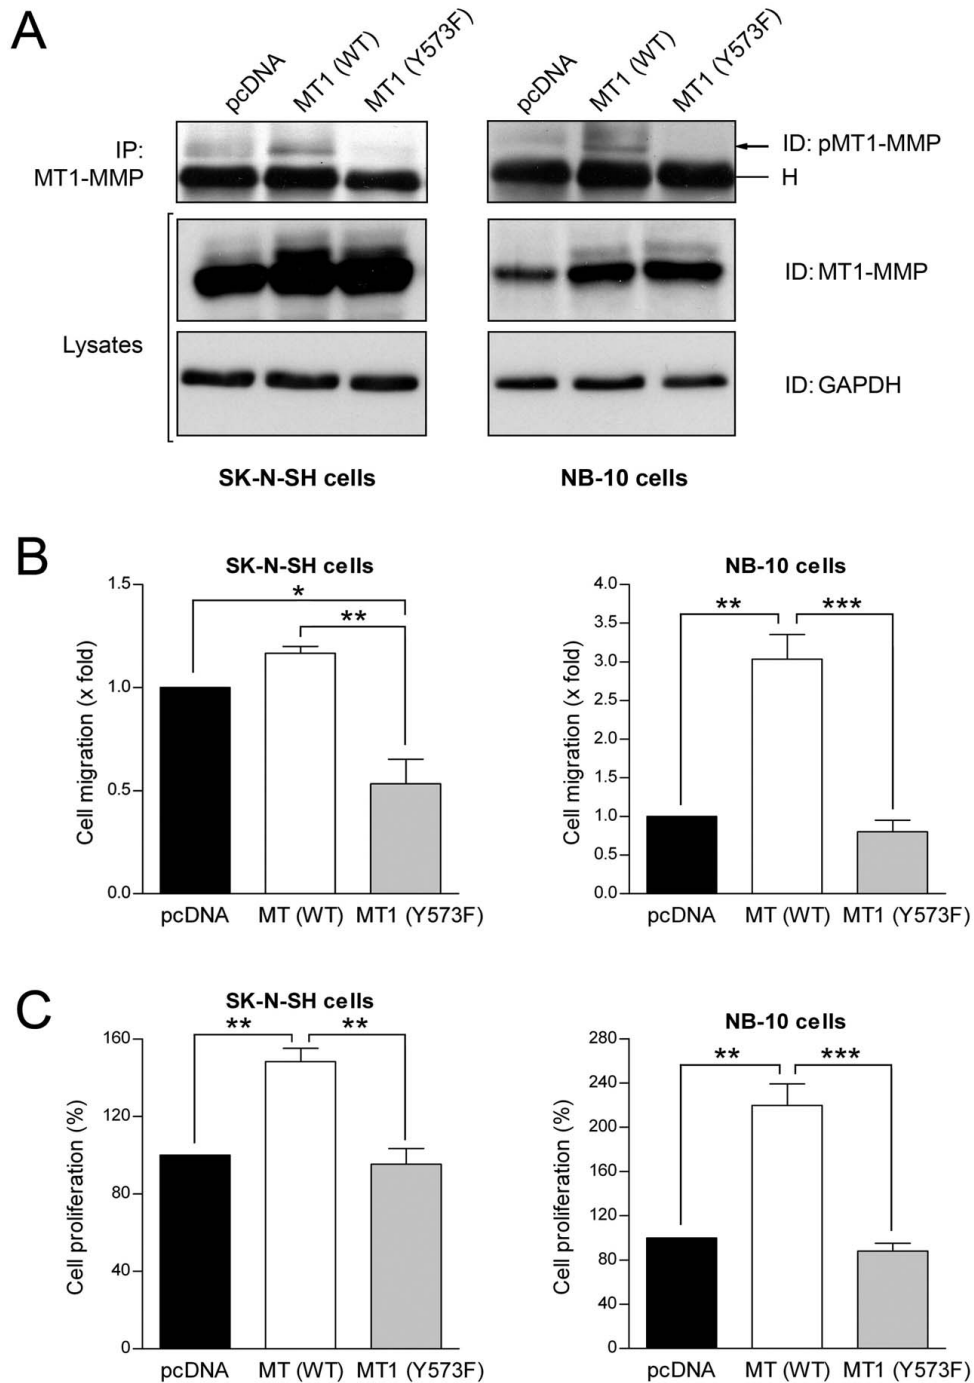 A
pcDNA
MT1 (WT)
MT1 (Y573F)
pcDNA
MT1 (WT)
MT1 (Y573F)
IP:
MT1-MMP
ID: pMT1-MMP
H
ID: MT1-MMP
Lysates
ID: GAPDH
SK-N-SH cells
NB-10 cells
B
SK-N-SH cells
Cell migration (x fold)
1.5
1.0
0.5
0.0
*
**
pcDNA
MT (WT)
MT1 (Y573F)
NB-10 cells
Cell migration (x fold)
4.0
3.5
3.0
2.5
2.0
1.5
1.0
0.5
0.0
**
***
pcDNA
MT (WT)
MT1 (Y573F)
C
SK-N-SH cells
Cell proliferation (%)
160
120
80
40
0
**
**
pcDNA
MT (WT)
MT1 (Y573F)
NB-10 cells
Cell proliferation (%)
280
240
200
160
120
80
40
0
**
***
pcDNA
MT (WT)
MT1 (Y573F)